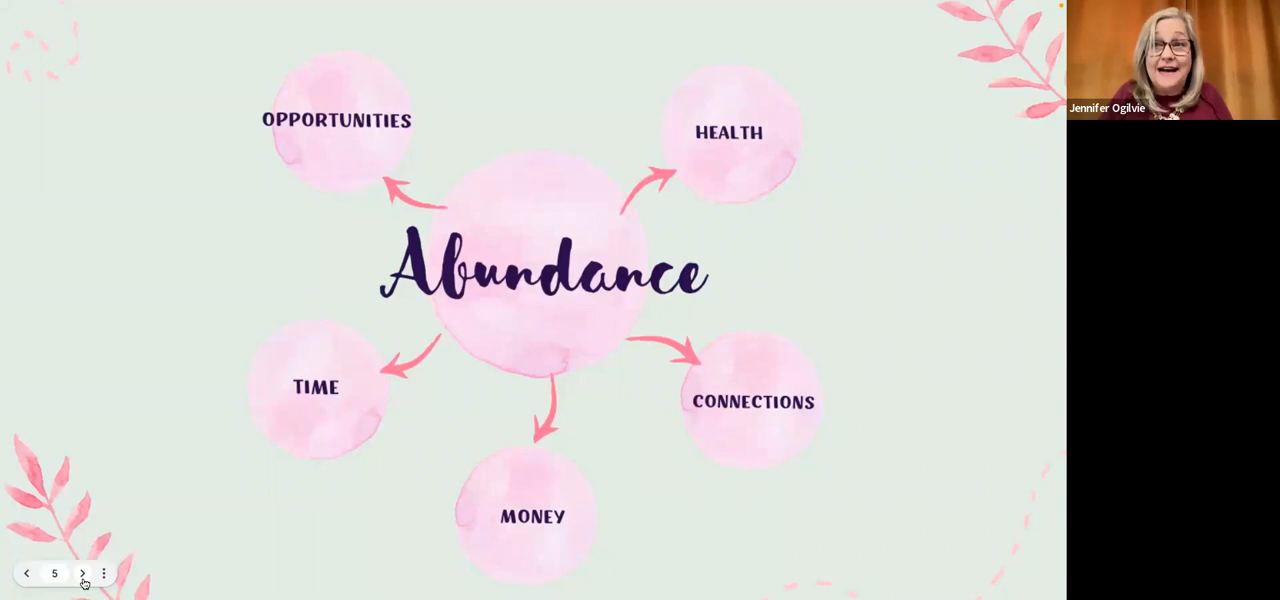 OPPORTUNITIES
HEALTH
Abundance
TIME
CONNECTIONS
MONEY
5
Jennifer Ogilvie